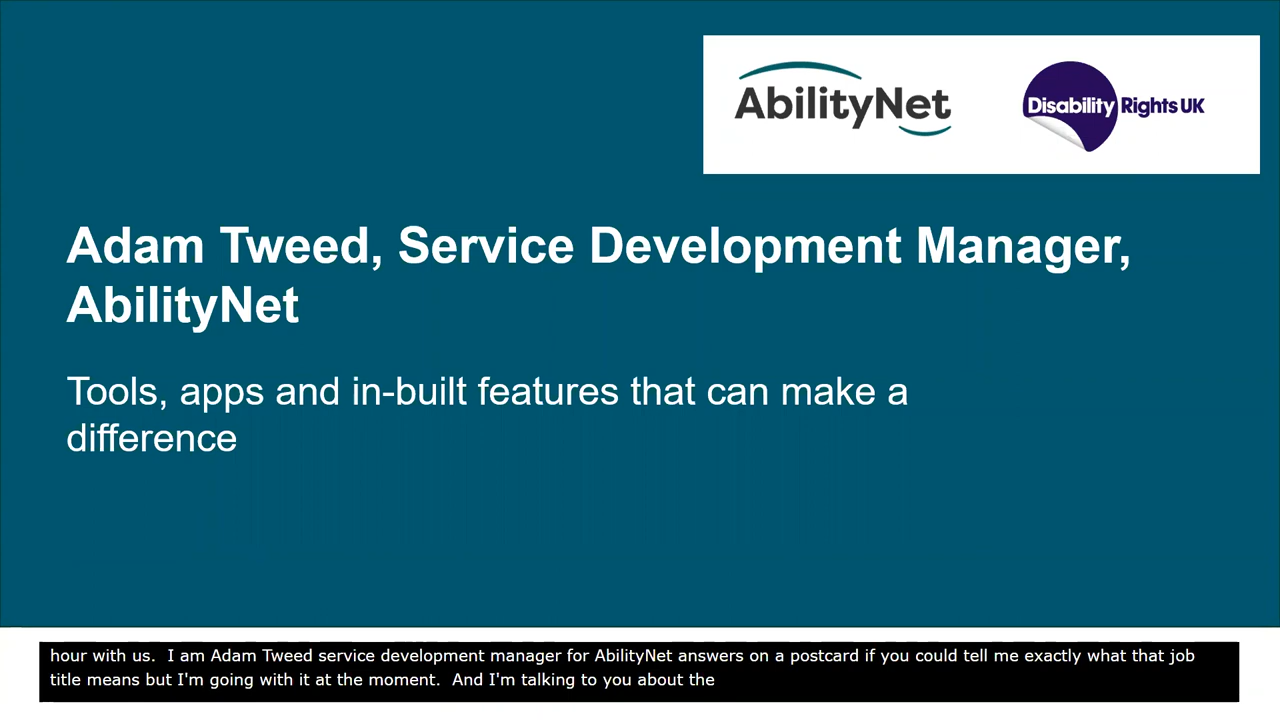 AbilityNet
Disability Rights UK
Adam Tweed, Service Development Manager,
AbilityNet
Tools, apps and in-built features that can make a
difference
hour with us.  I am Adam Tweed service development manager for AbilityNet answers on a postcard if you could tell me exactly what that job
title means but I'm going with it at the moment.  And I'm talking to you about the